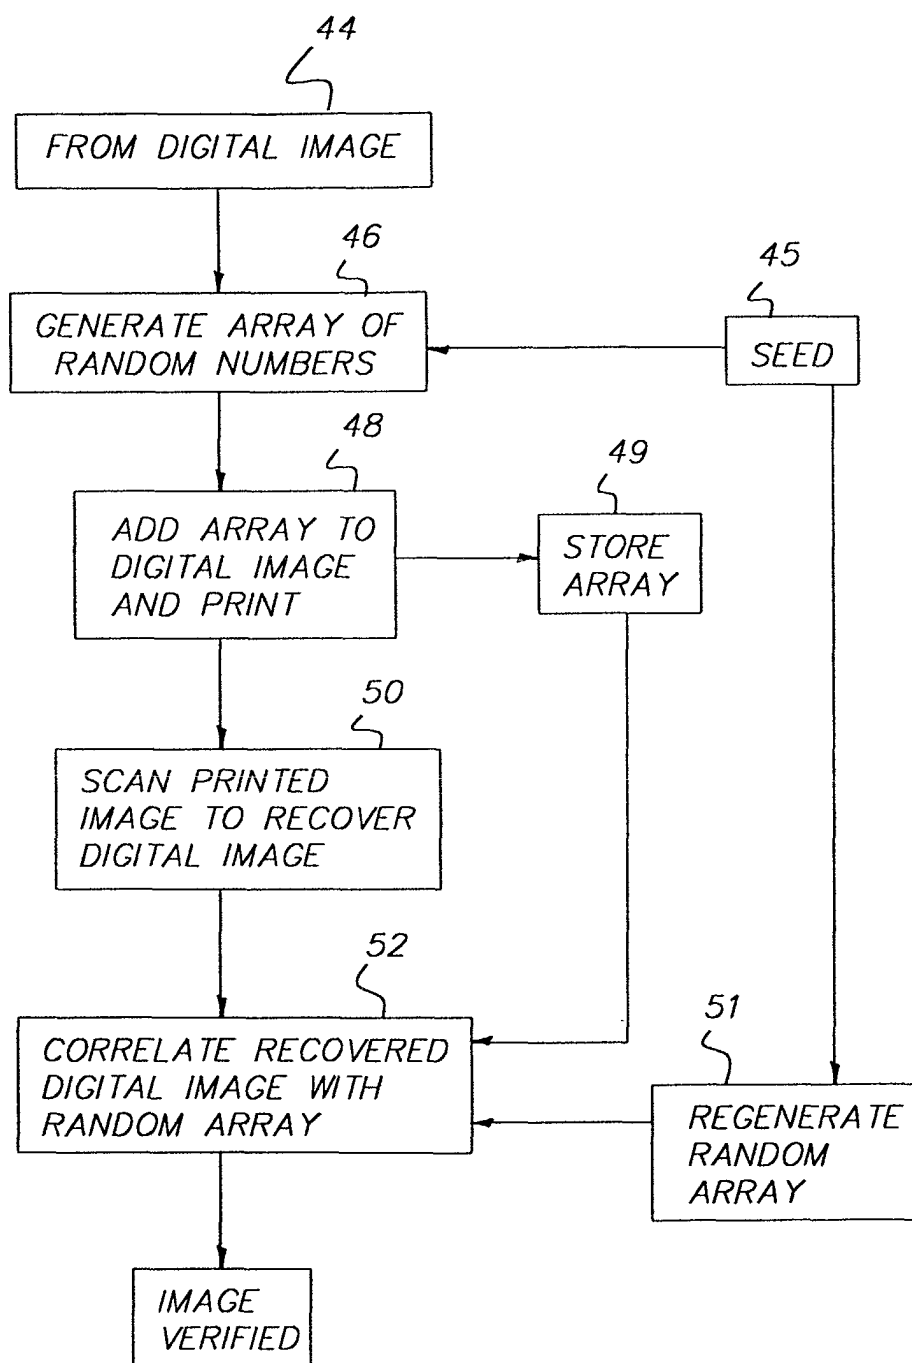 44
FROM DIGITAL IMAGE
46
45
GENERATE ARRAY OF
RANDOM NUMBERS
SEED
48
49
ADD ARRAY TO
DIGITAL IMAGE
AND PRINT
STORE
ARRAY
50
SCAN PRINTED
IMAGE TO RECOVER
DIGITAL IMAGE
52
51
CORRELATE RECOVERED
DIGITAL IMAGE WITH
RANDOM ARRAY
REGENERATE
RANDOM
ARRAY
IMAGE
VERIFIED